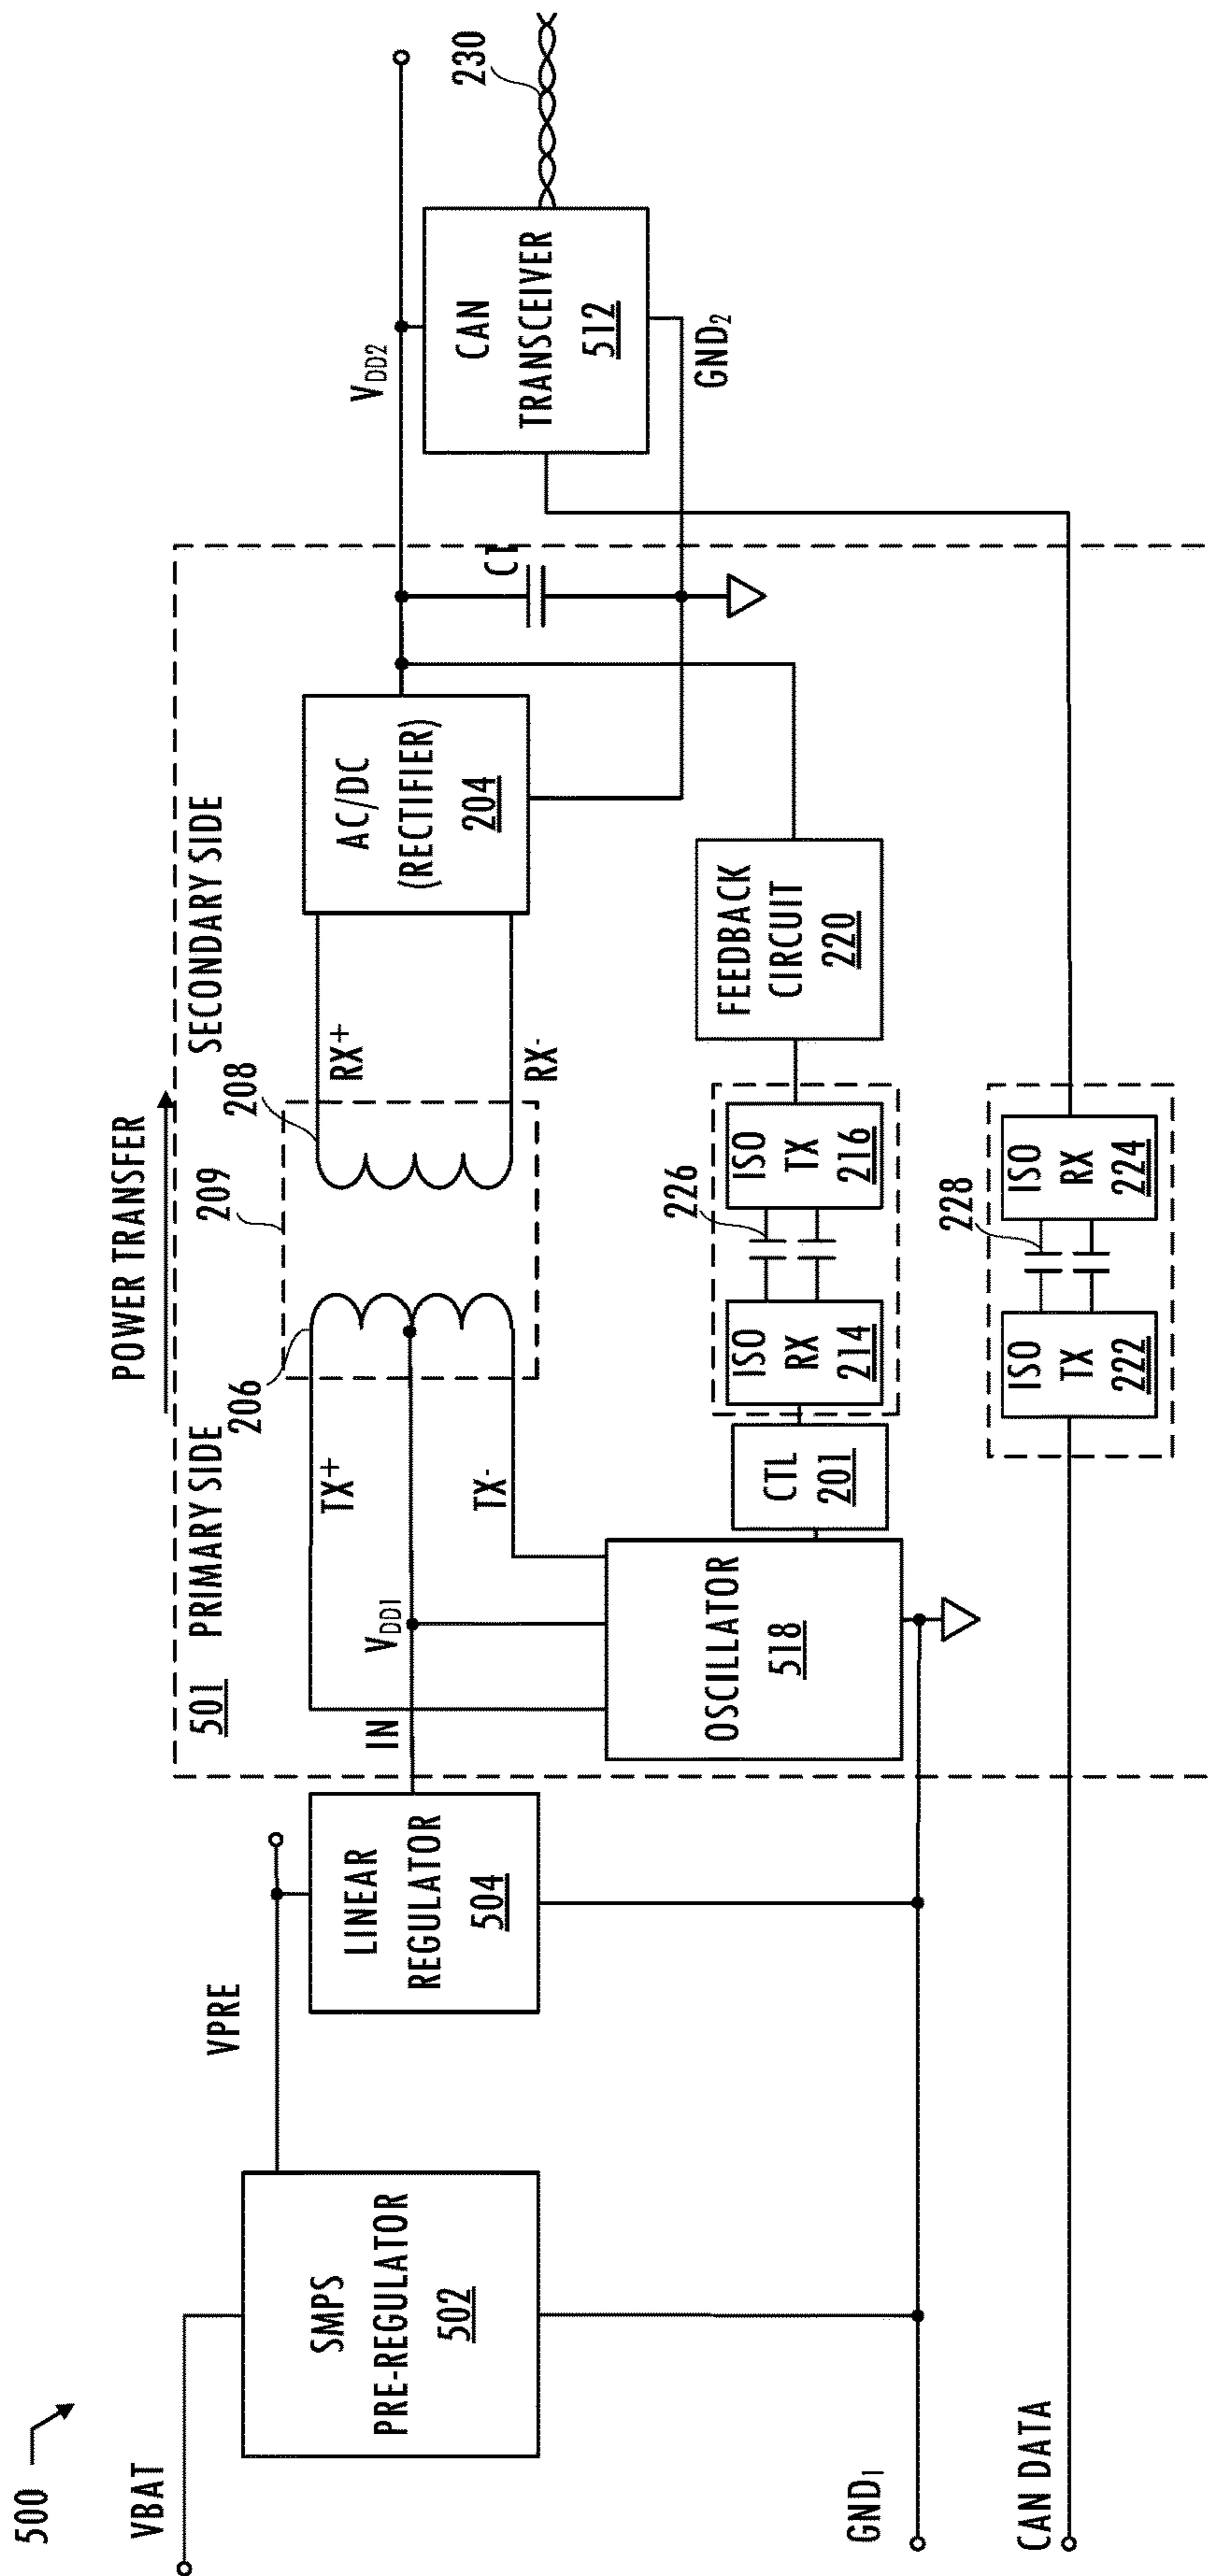 500
VBAT
SMPS
PRE-REGULATOR
502
VPRE
LINEAR
REGULATOR
504
GND1
CAN DATA
POWER TRANSFER
501
PRIMARY SIDE
SECONDARY SIDE
IN
VDD1
TX+
TX-
206
209
208
RX+
RX-
AC/DC
(RECTIFIER)
204
C1
VDD2
CAN
TRANSCEIVER
512
GND2
230
OSCILLATOR
518
CTL
201
ISO
RX
214
226
ISO
TX
216
FEEDBACK
CIRCUIT
220
ISO
TX
222
228
ISO
RX
224